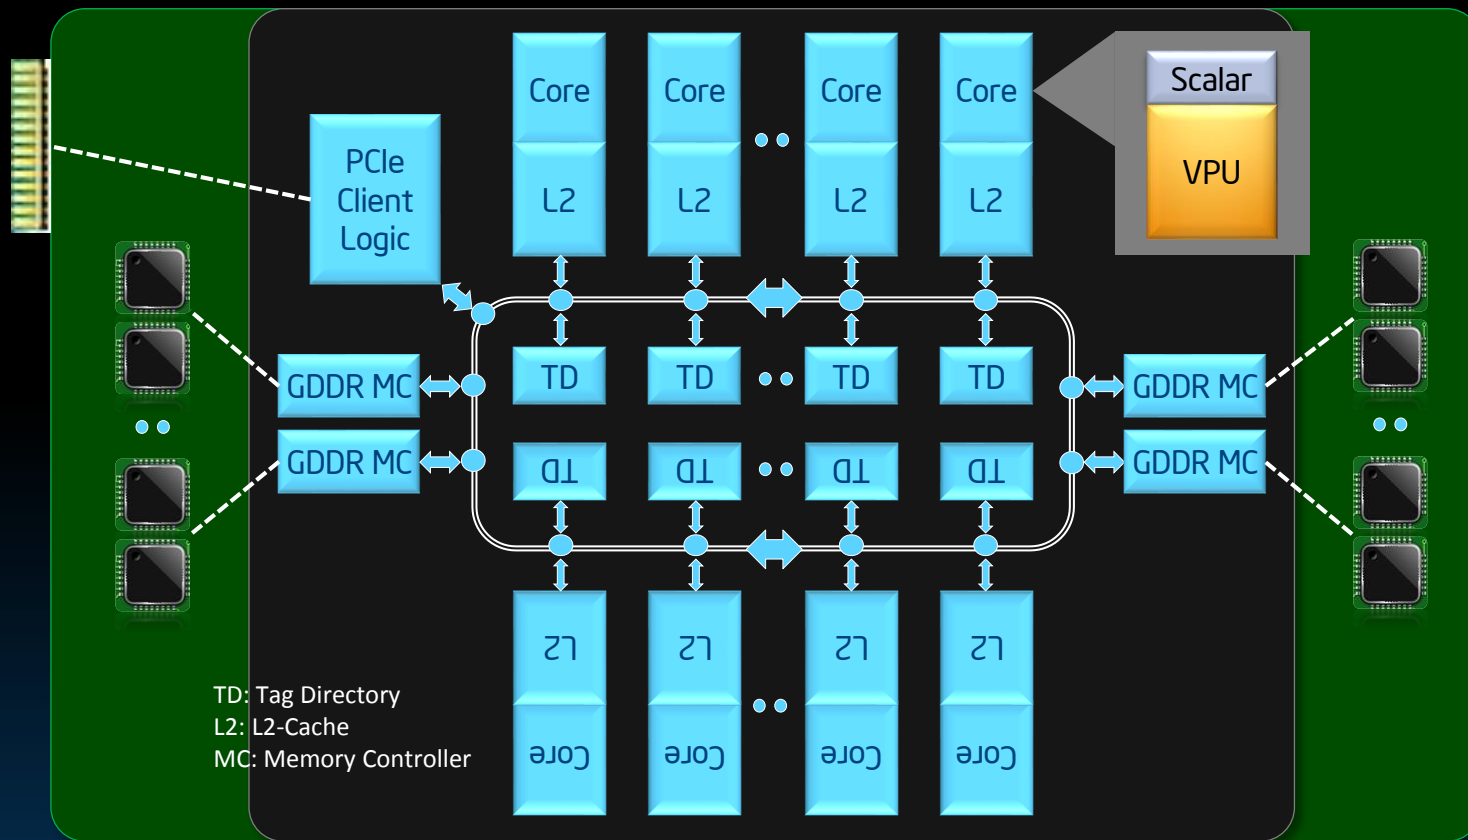 Core
Core
Core
Core
Scalar
VPU
PCIe
Client
Logic
L2
L2
L2
L2
GDDR MC
TD
TD
TD
TD
GDDR MC
GDDR MC
TD
TD
TD
TD
GDDR MC
L2
L2
L2
L2
TD: Tag Directory
L2: L2-Cache
MC: Memory Controller
Core
Core
Core
Core